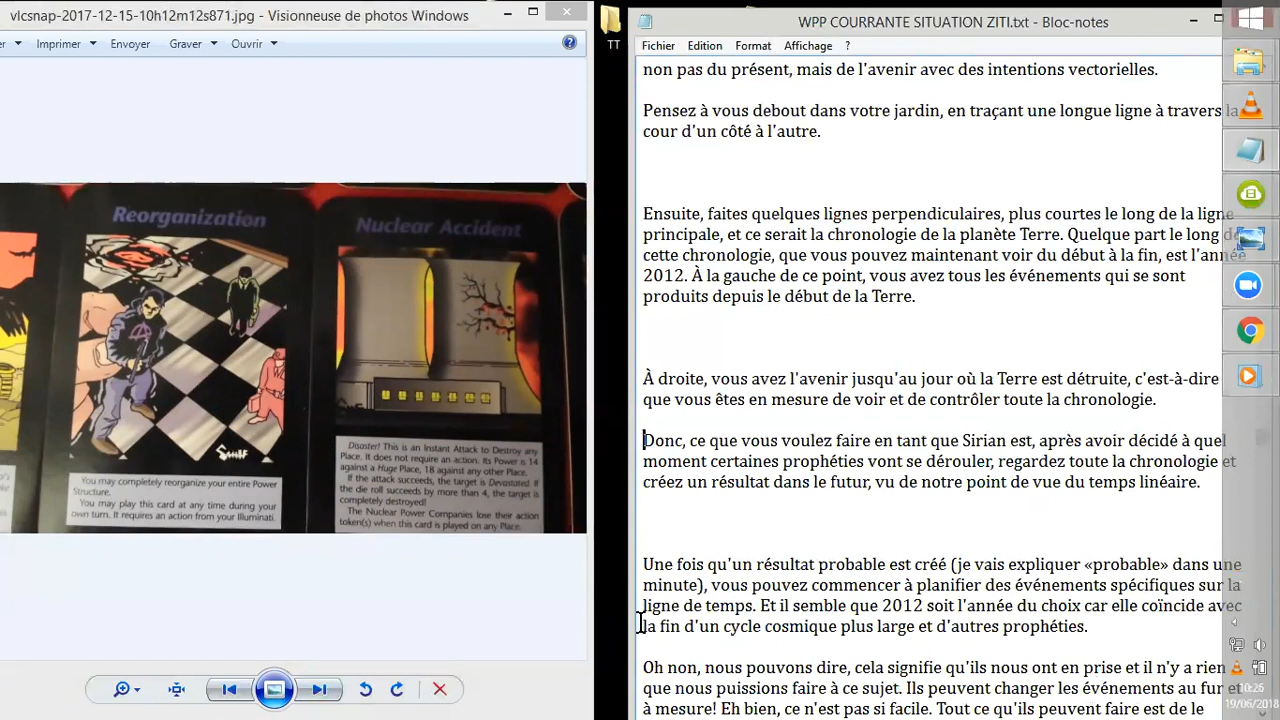 vlcsnap-2017-12-15-10h12m12s871.jpg - Visionneuse de photos Windows
Imprimer
Envoyer
Graver
Ouvrir
Reorganization
You may completely reorganize your entire Power
Structure.
You may play this card at any time during your
own turn. It requires an action from your Illuminati.
Nuclear Accident
Disaster! This is an Instant Attack to Destroy any
Place. It does not require an action. Its Power is 14
against a Huge Place, 18 against any other Place.
If the attack succeeds, the target is Devastated. If
the die roll succeeds by more than 4, the target is
completely destroyed!
The Nuclear Power Companies lose their action
token(s) when this card is played on any Place.
TT
WPP COURRANTE SITUATION ZITI.txt - Bloc-notes
Fichier
Edition
Format
Affichage
?
non pas du présent, mais de l'avenir avec des intentions vectorielles.
Pensez à vous debout dans votre jardin, en traçant une longue ligne à travers la
cour d'un côté à l'autre.
Ensuite, faites quelques lignes perpendiculaires, plus courtes le long de la ligne
principale, et ce serait la chronologie de la planète Terre. Quelque part le long de
cette chronologie, que vous pouvez maintenant voir du début à la fin, est l'année
2012. À la gauche de ce point, vous avez tous les événements qui se sont
produits depuis le début de la Terre.
À droite, vous avez l'avenir jusqu'au jour où la Terre est détruite, c'est-à-dire
que vous êtes en mesure de voir et de contrôler toute la chronologie.
Donc, ce que vous voulez faire en tant que Sirian est, après avoir décidé à quel
moment certaines prophéties vont se dérouler, regardez toute la chronologie et
créez un résultat dans le futur, vu de notre point de vue du temps linéaire.
Une fois qu'un résultat probable est créé (je vais expliquer «probable» dans une
minute), vous pouvez commencer à planifier des événements spécifiques sur la
ligne de temps. Et il semble que 2012 soit l'année du choix car elle coïncide avec
la fin d'un cycle cosmique plus large et d'autres prophéties.
Oh non, nous pouvons dire, cela signifie qu'ils nous ont en prise et il n'y a rien
que nous puissions faire à ce sujet. Ils peuvent changer les événements au fur et
à mesure! Eh bien, ce n'est pas si facile. Tout ce qu'ils peuvent faire est de le
10:26
19/06/2018